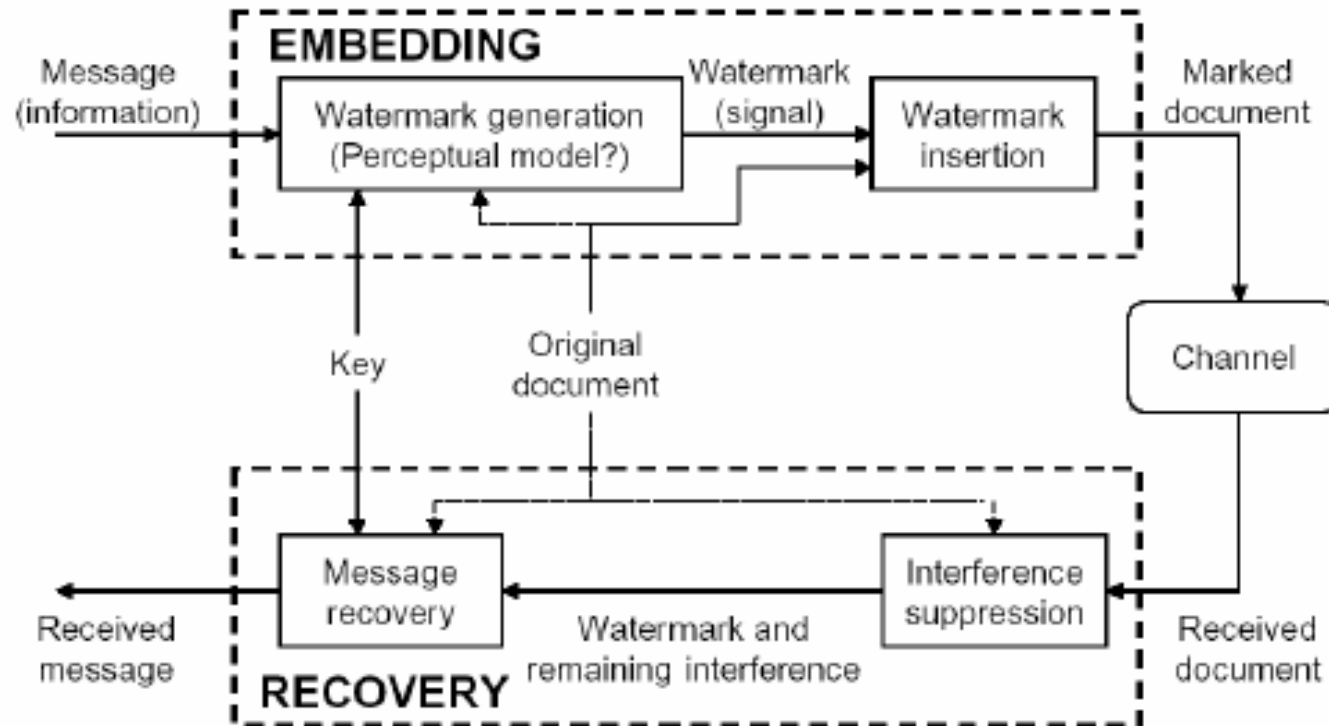 EMBEDDING
Message
(information)
Watermark generation
(Perceptual model?)
Watermark
(signal)
Watermark
insertion
Marked
document
Key
Original
document
Channel
Message
recovery
Interference
suppression
Received
message
Watermark and
remaining interference
Received
document
RECOVERY